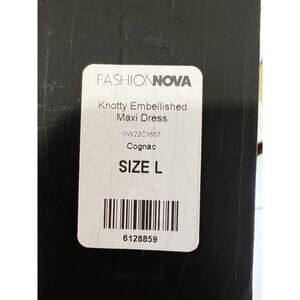 FASHIONNOVA
Knotty Embellished
Maxi Dress
GW22C1667
Cognac
SIZE L
6128859